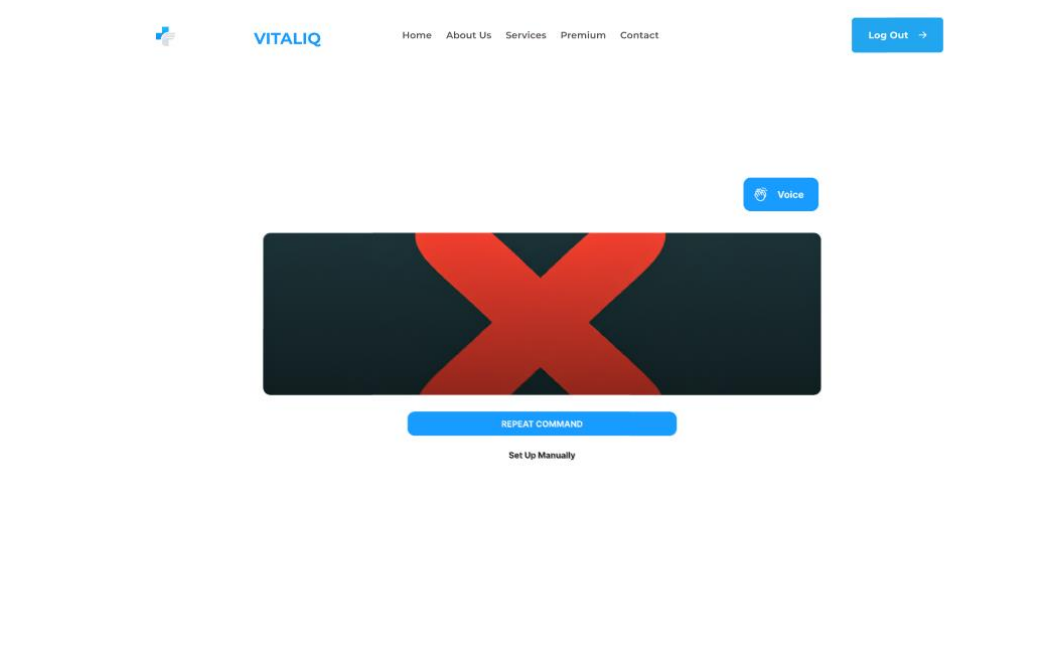 VITALIQ
Home About Us Services Premium Contact
Log Out →
Voice
REPEAT COMMAND
Set Up Manually